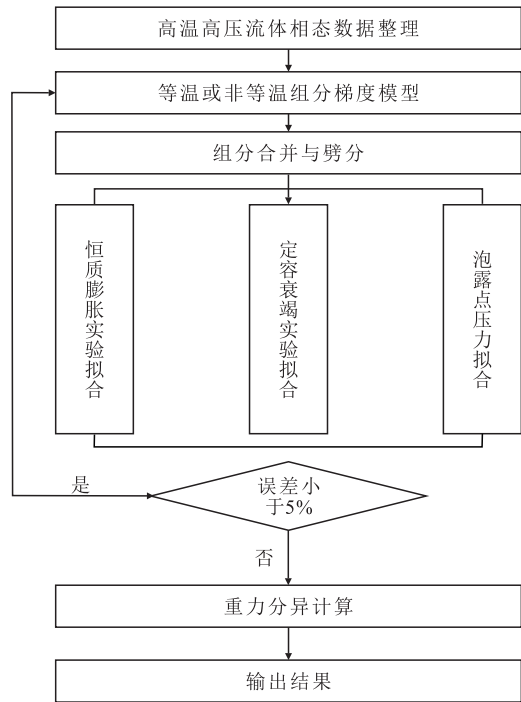 高温高压流体相态数据整理
等温或非等温组分梯度模型
组分合并与劈分
恒质膨胀实验拟合
定容衰竭实验拟合
泡露点压力拟合
是
误差小
于5%
否
重力分异计算
输出结果